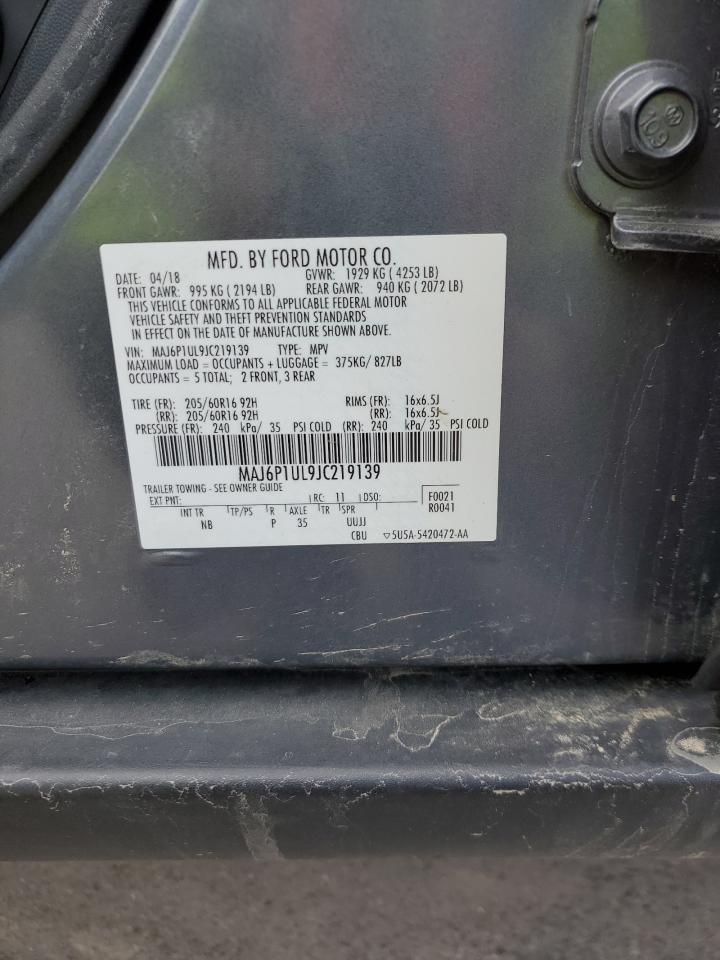 MFD. BY FORD MOTOR CO.
DATE: 04/18 GVWR: 1929 KG ( 4253 LB)
FRONT GAWR: 995 KG ( 2194 LB) REAR GAWR: 940 KG ( 2072 LB)
THIS VEHICLE CONFORMS TO ALL APPLICABLE FEDERAL MOTOR
VEHICLE SAFETY AND THEFT PREVENTION STANDARDS
IN EFFECT ON THE DATE OF MANUFACTURE SHOWN ABOVE.
VIN: MAJ6P1UL9JC219139 TYPE: MPV
MAXIMUM LOAD = OCCUPANTS + LUGGAGE = 375KG/ 827LB
OCCUPANTS = 5 TOTAL; 2 FRONT, 3 REAR
TIRE (FR): 205/60R16 92H RIMS (FR): 16x6.5J
(RR): 205/60R16 92H (RR): 16x6.5J
PRESSURE (FR): 240 kPa/ 35 PSI COLD (RR): 240 kPa/ 35 PSI COLD
MAJ6P1UL9JC219139
TRAILER TOWING - SEE OWNER GUIDE
EXT PNT: RC: 11 DSO: F0021
R0041
INT TR TP/PS R AXLE TR SPR
NB P 35 UUJJ
CBU ▽5U5A-5420472-AA
109